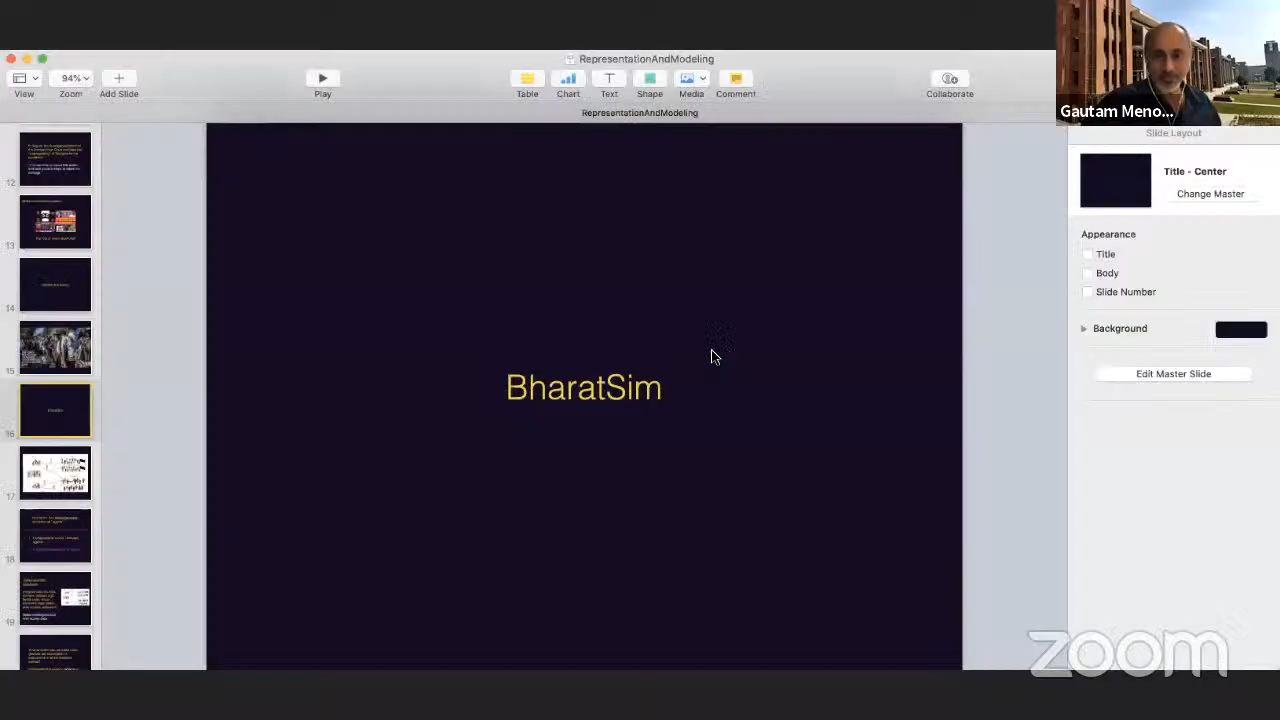 RepresentationAndModeling
94%
View
Zoom
Add Slide
Play
Table
Chart
Text
Shape
Media
Comment
Collaborate
RepresentationAndModeling
Gautam Meno...
Slide Layout
Title - Center
Change Master
Appearance
Title
Body
Slide Number
Background
Edit Master Slide
12
13
14
15
16
17
18
19
BharatSim
zoom